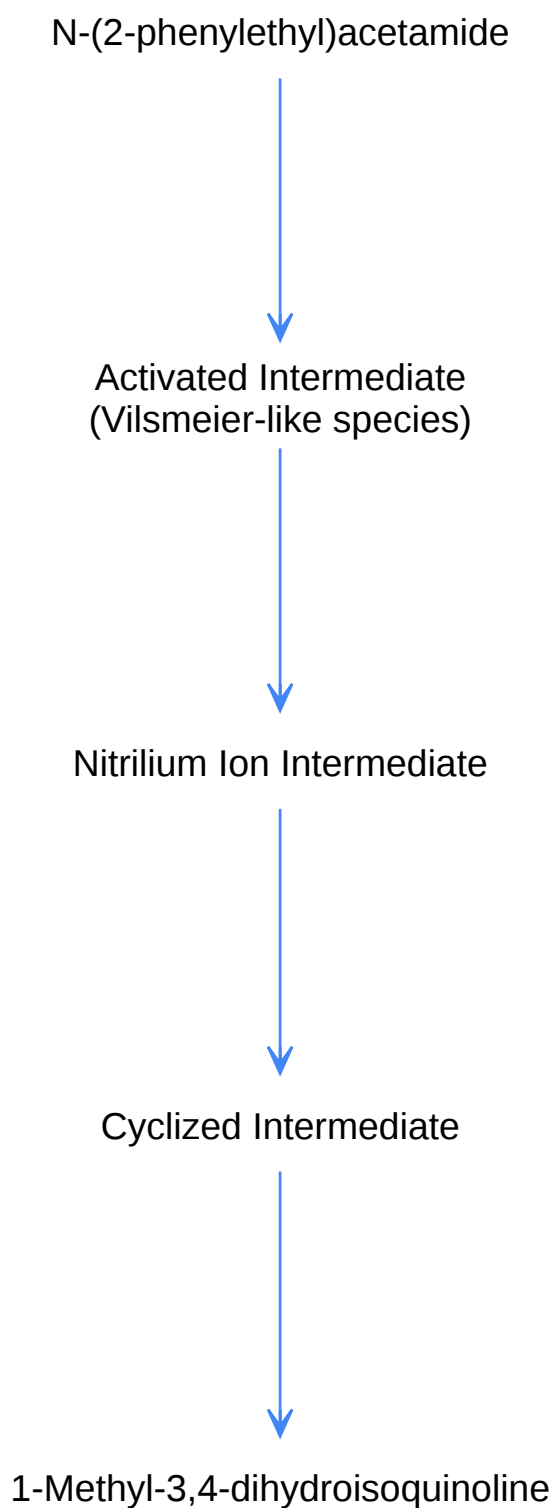 N-(2-phenylethyl)acetamide
Activated Intermediate
(Vilsmeier-like species)
Nitrilium Ion Intermediate
Cyclized Intermediate
1-Methyl-3,4-dihydroisoquinoline